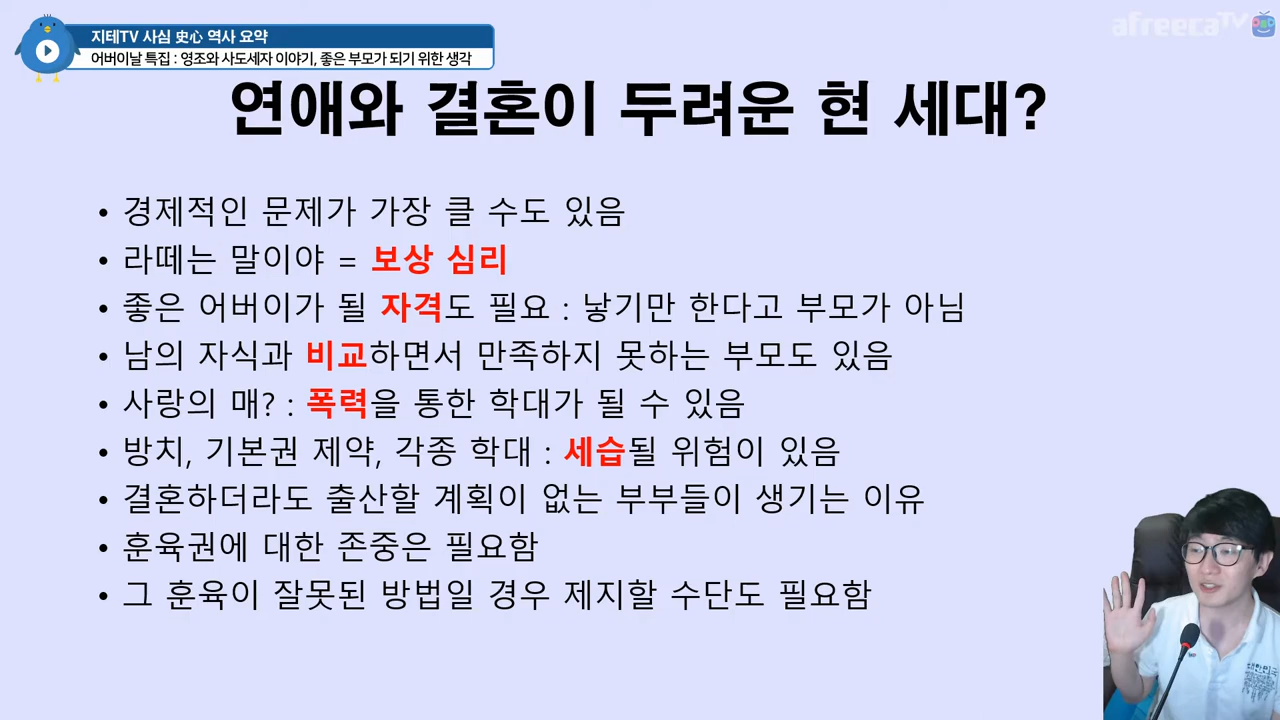 지테TV 사심 史心 역사 요약
afreecaTV
어버이날 특집 : 영조와 사도세자 이야기, 좋은 부모가 되기 위한 생각
연애와 결혼이 두려운 현 세대?
• 경제적인 문제가 가장 클 수도 있음
• 라떼는 말이야 = 보상 심리
• 좋은 어버이가 될 자격도 필요 : 낳기만 한다고 부모가 아님
• 남의 자식과 비교하면서 만족하지 못하는 부모도 있음
• 사랑의 매? : 폭력을 통한 학대가 될 수 있음
• 방치, 기본권 제약, 각종 학대 : 세습될 위험이 있음
• 결혼하더라도 출산할 계획이 없는 부부들이 생기는 이유
• 훈육권에 대한 존중은 필요함
• 그 훈육이 잘못된 방법일 경우 제지할 수단도 필요함
대한민국